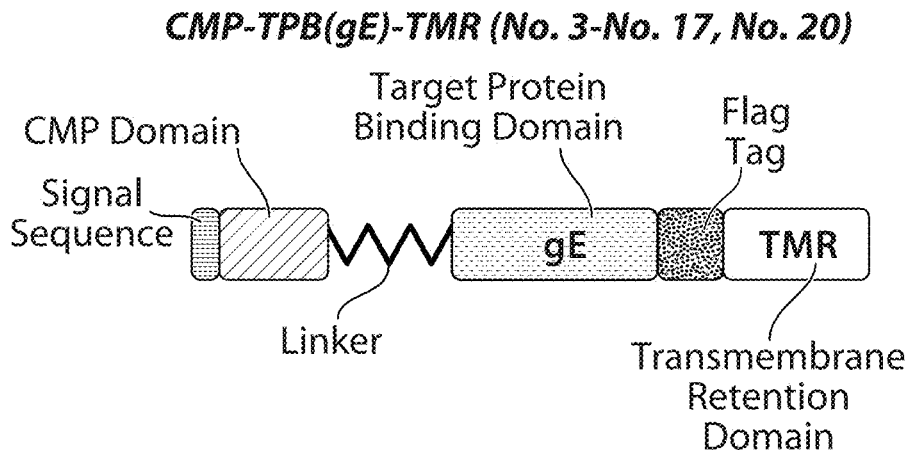 CMP-TPB(gE)-TMR (No. 3-No. 17, No. 20)
Target Protein
Binding Domain
CMP Domain
Flag
Tag
Signal
Sequence
gE
TMR
Linker
Transmembrane
Retention
Domain